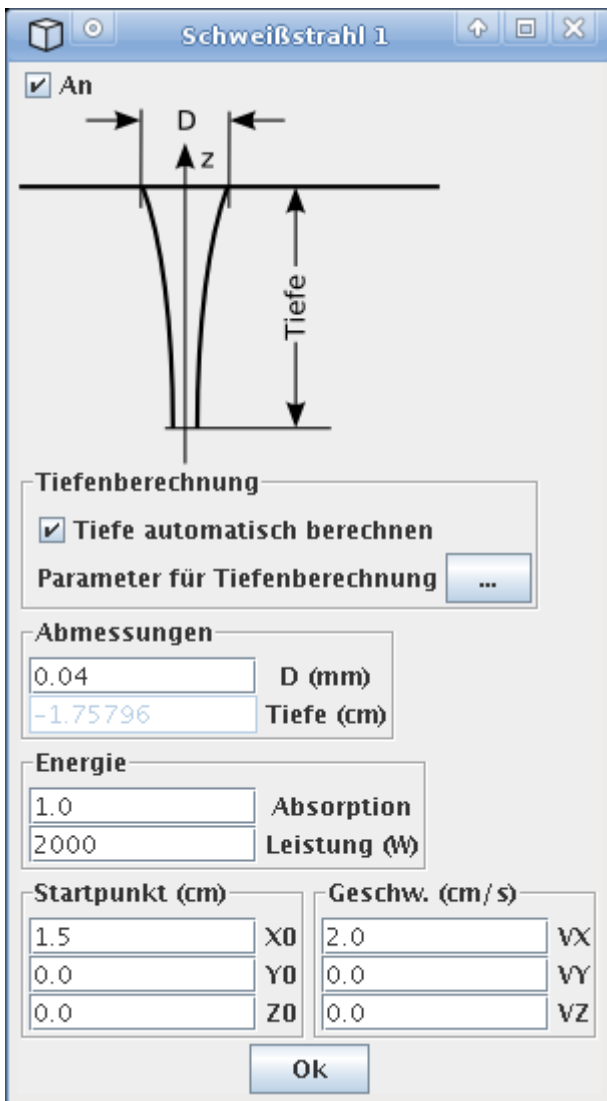 Schweißstrahl 1
An
D
z
Tiefe
Tiefenberechnung
Tiefe automatisch berechnen
Parameter für Tiefenberechnung ...
Abmessungen
0.04 D (mm)
-1.75796 Tiefe (cm)
Energie
1.0 Absorption
2000 Leistung (W)
Startpunkt (cm) Geschw. (cm/s)
1.5 X0 2.0 VX
0.0 Y0 0.0 VY
0.0 Z0 0.0 VZ
Ok